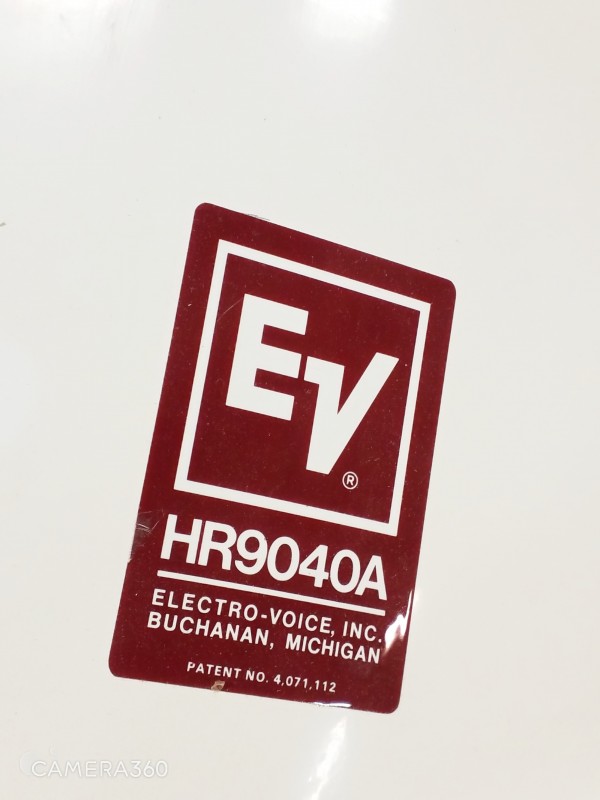 EV®
HR9040A
ELECTRO-VOICE, INC.
BUCHANAN, MICHIGAN
PATENT NO. 4,071,112
CAMERA360